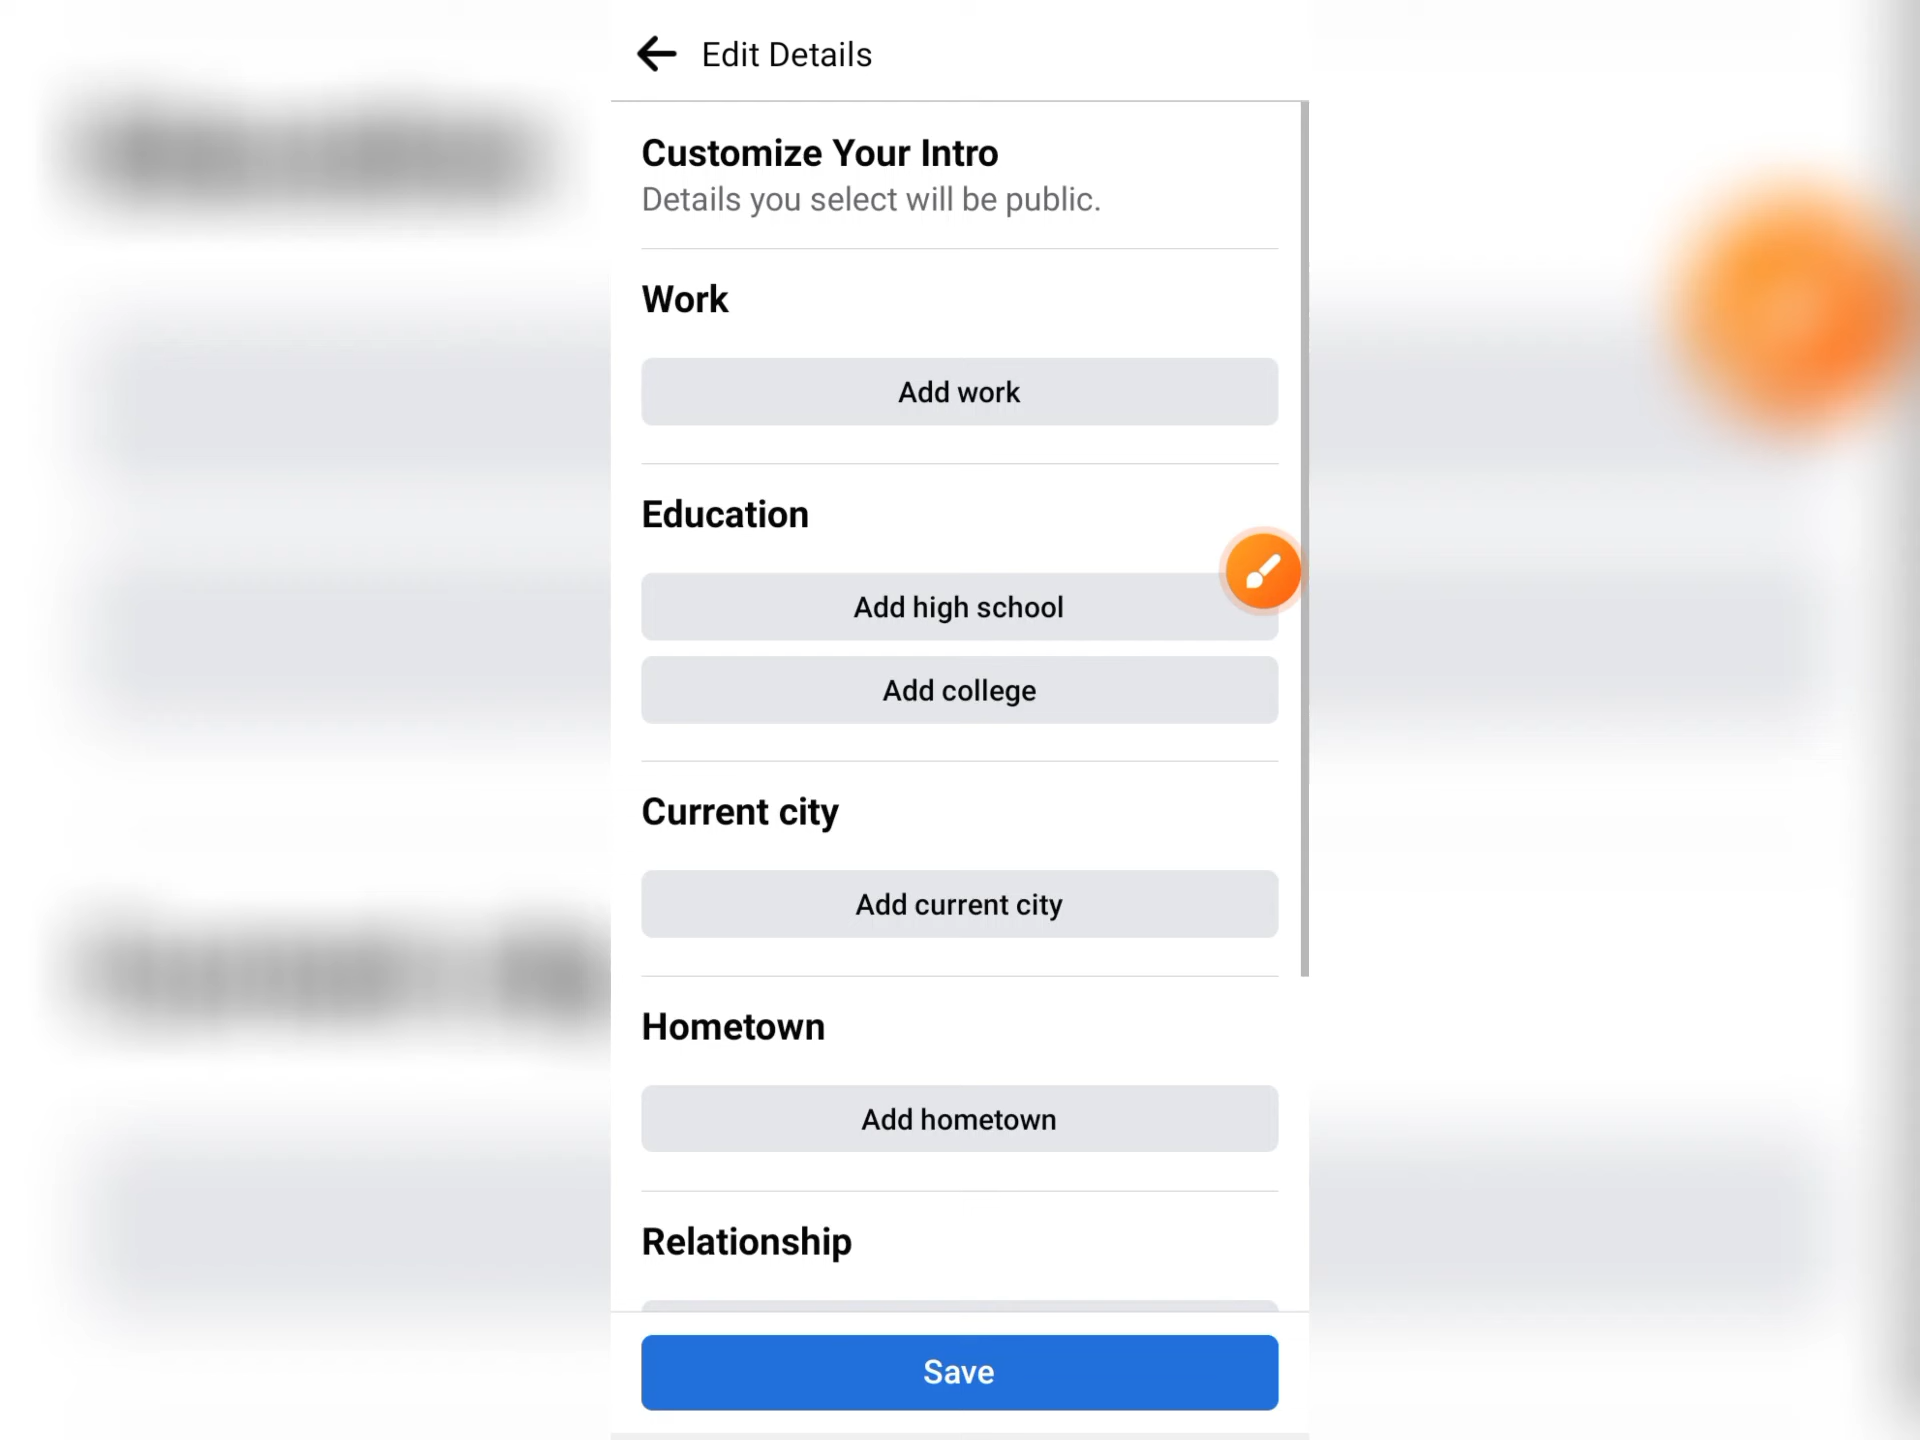 Edit Details
Customize Your Intro
Details you select will be public.
Work
Add work
Education
Add high school
Add college
Current city
Add current city
Hometown
Add hometown
Relationship
Save